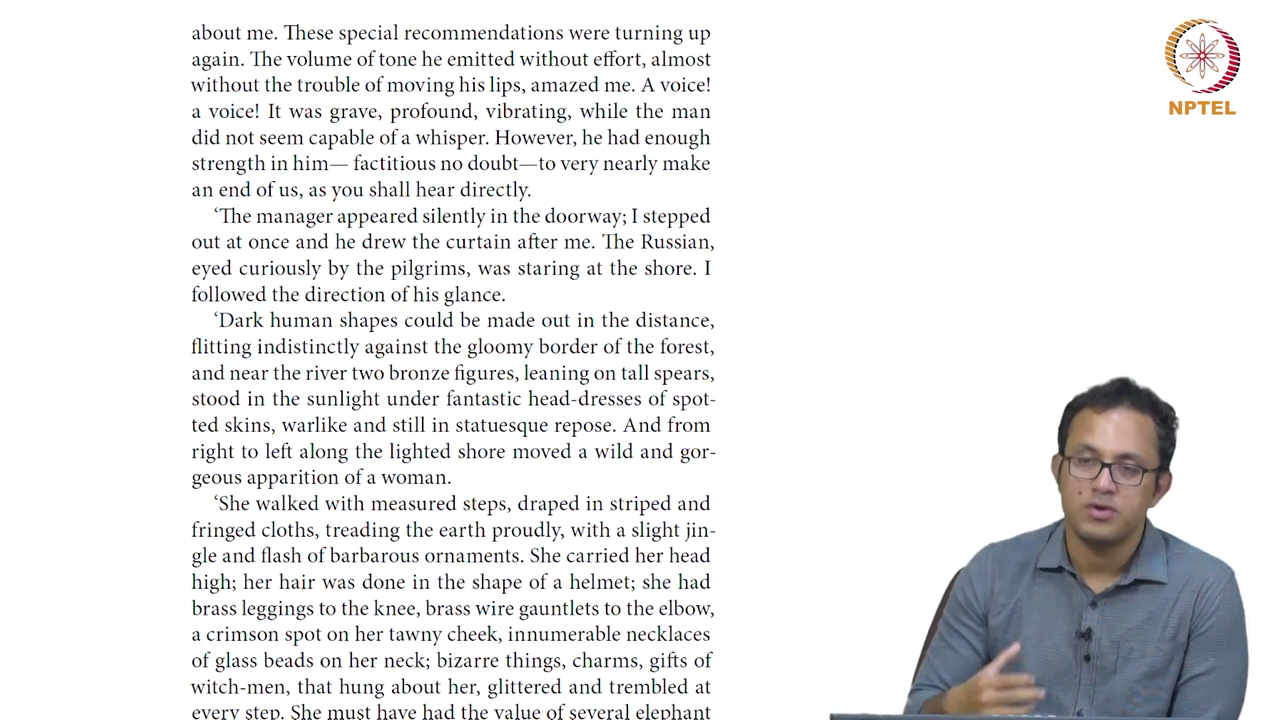 about me. These special recommendations were turning up
again. The volume of tone he emitted without effort, almost
without the trouble of moving his lips, amazed me. A voice!
a voice! It was grave, profound, vibrating, while the man
did not seem capable of a whisper. However, he had enough
strength in him— factitious no doubt—to very nearly make
an end of us, as you shall hear directly.
‘The manager appeared silently in the doorway; I stepped
out at once and he drew the curtain after me. The Russian,
eyed curiously by the pilgrims, was staring at the shore. I
followed the direction of his glance.
‘Dark human shapes could be made out in the distance,
flitting indistinctly against the gloomy border of the forest,
and near the river two bronze figures, leaning on tall spears,
stood in the sunlight under fantastic head-dresses of spot-
ted skins, warlike and still in statuesque repose. And from
right to left along the lighted shore moved a wild and gor-
geous apparition of a woman.
‘She walked with measured steps, draped in striped and
fringed cloths, treading the earth proudly, with a slight jin-
gle and flash of barbarous ornaments. She carried her head
high; her hair was done in the shape of a helmet; she had
brass leggings to the knee, brass wire gauntlets to the elbow,
a crimson spot on her tawny cheek, innumerable necklaces
of glass beads on her neck; bizarre things, charms, gifts of
witch-men, that hung about her, glittered and trembled at
every step. She must have had the value of several elephant
NPTEL